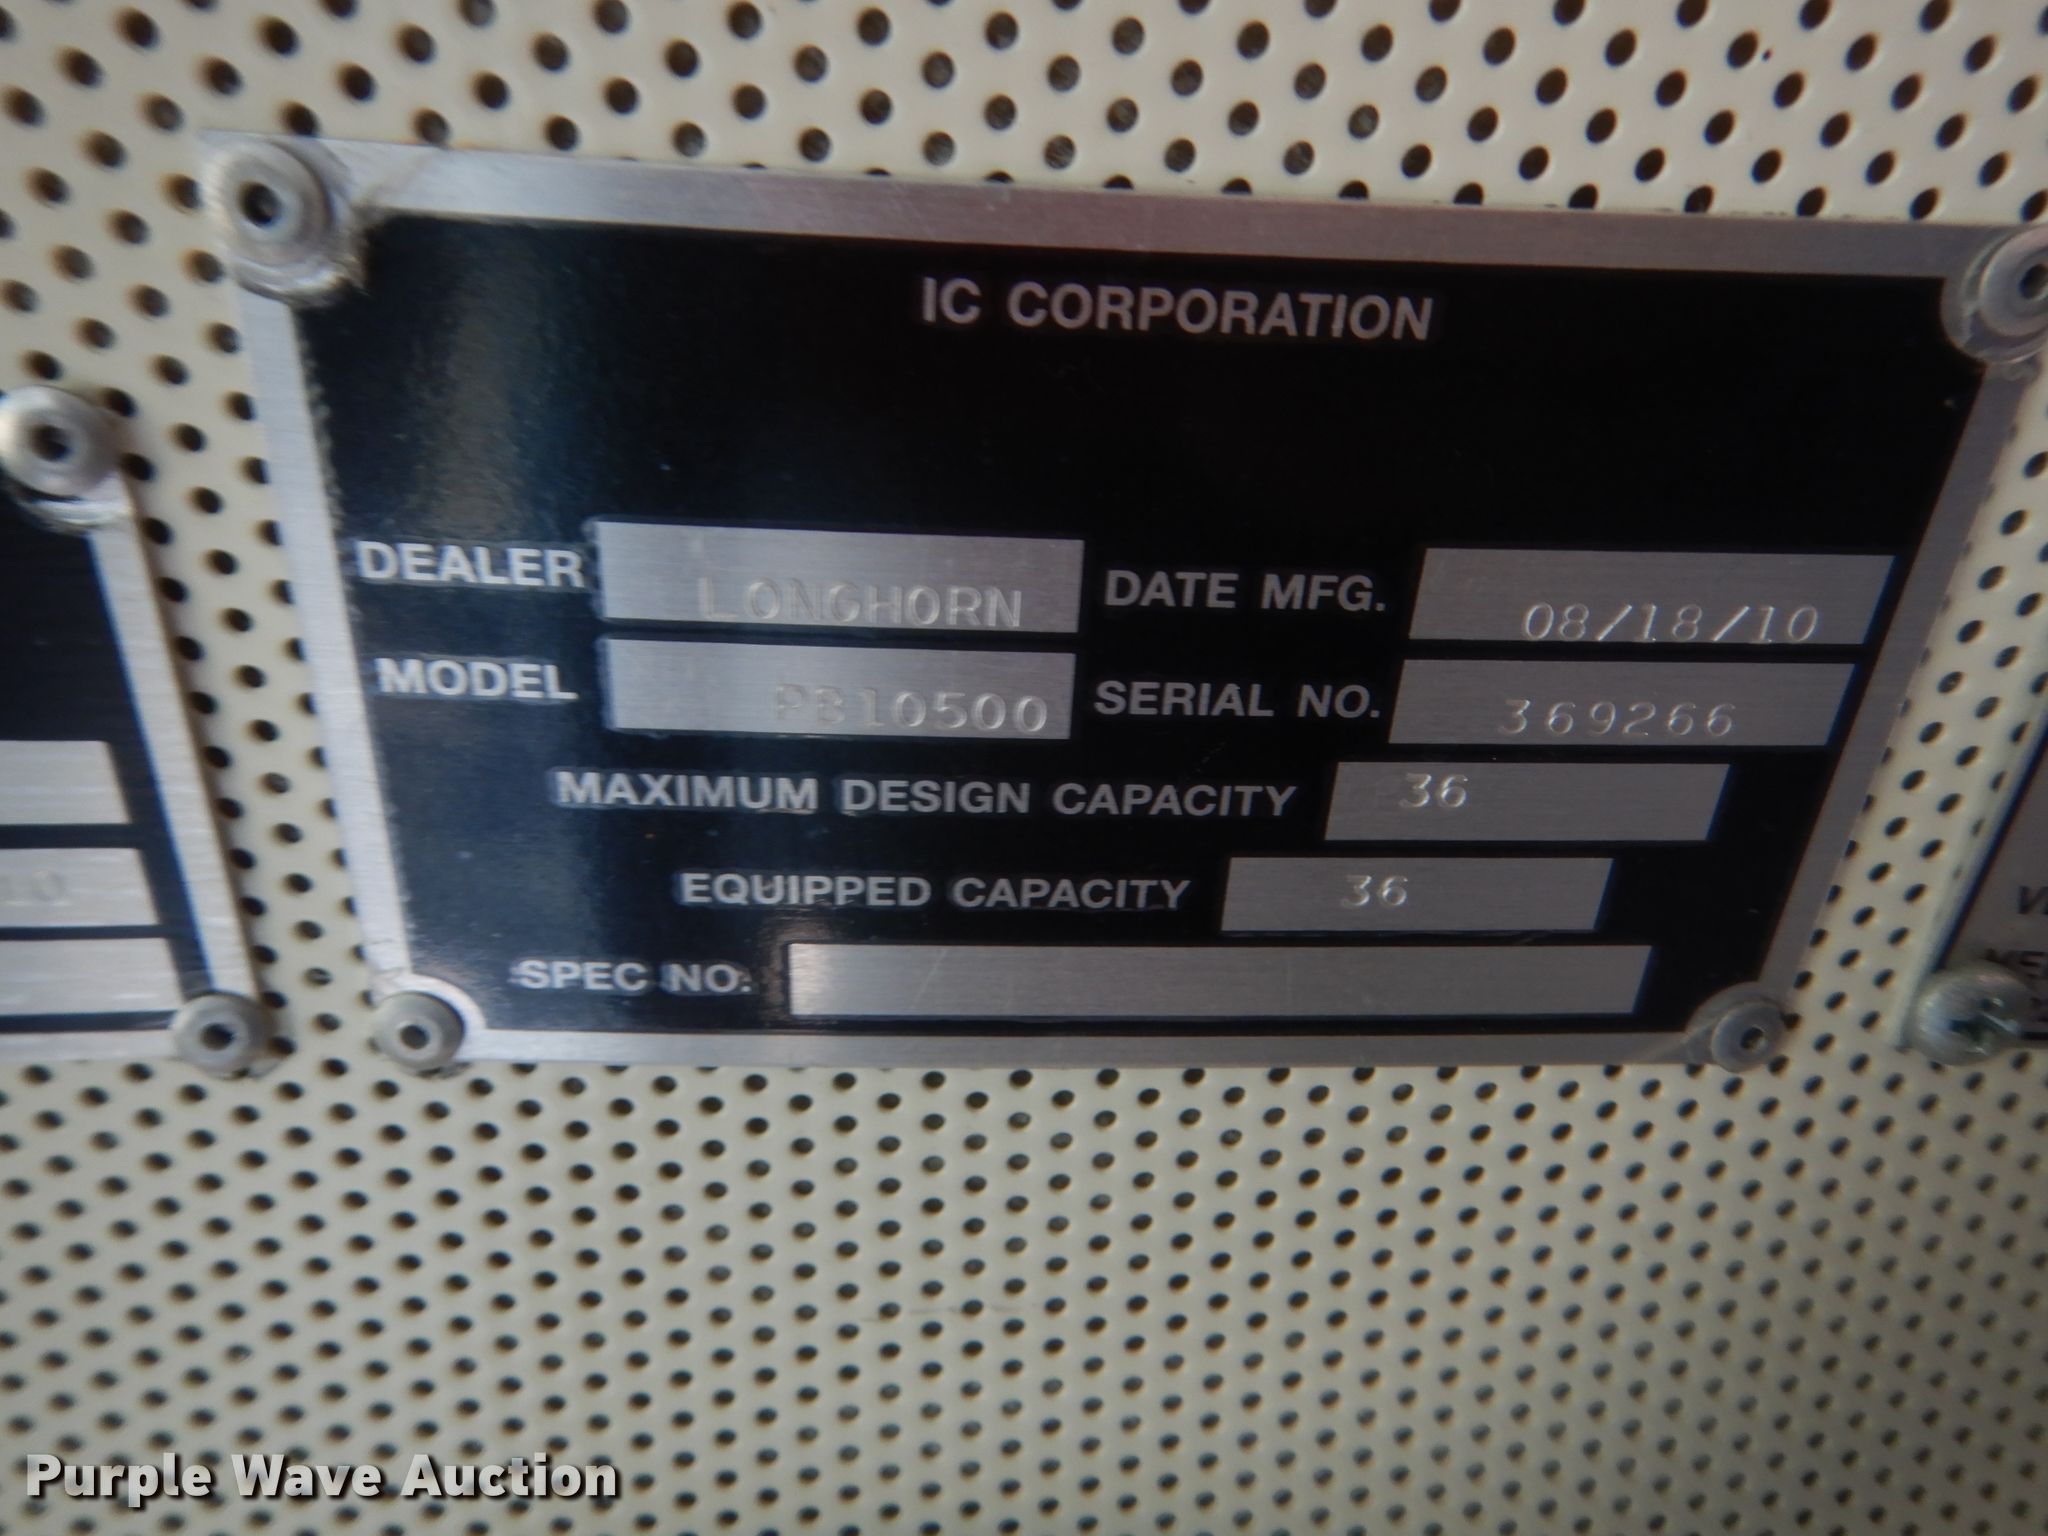 IC CORPORATION
DEALER LONGHORN DATE MFG. 08/18/10
MODEL PB10500 SERIAL NO. 369266
MAXIMUM DESIGN CAPACITY 36
EQUIPPED CAPACITY 36
SPEC NO.
10
Purple Wave Auction